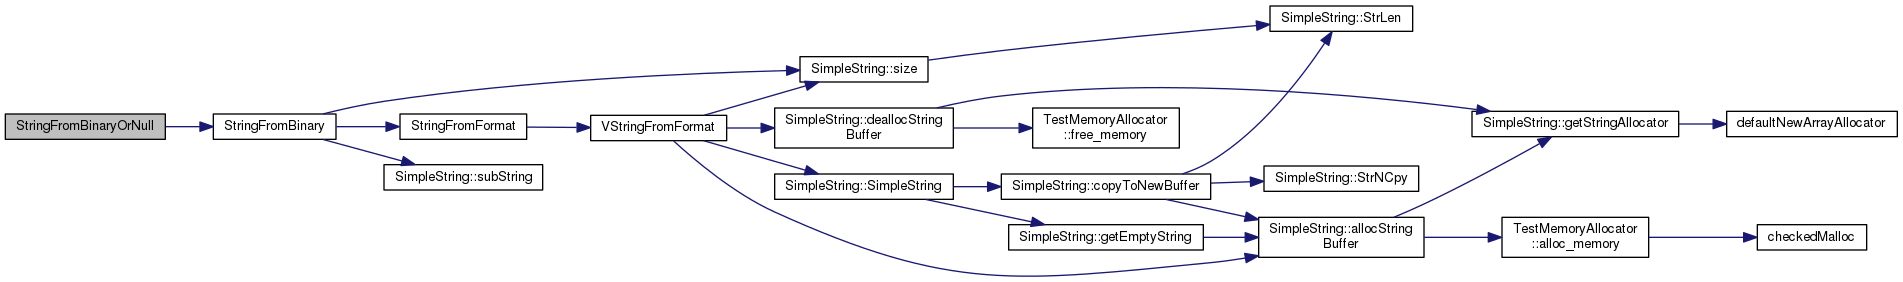 StringFromBinaryOrNull
StringFromBinary
StringFromFormat
SimpleString::subString
VStringFromFormat
SimpleString::size
SimpleString::deallocString
Buffer
SimpleString::SimpleString
TestMemoryAllocator
::free_memory
SimpleString::copyToNewBuffer
SimpleString::getEmptyString
SimpleString::StrLen
SimpleString::StrNCpy
SimpleString::allocString
Buffer
SimpleString::getStringAllocator
TestMemoryAllocator
::alloc_memory
defaultNewArrayAllocator
checkedMalloc